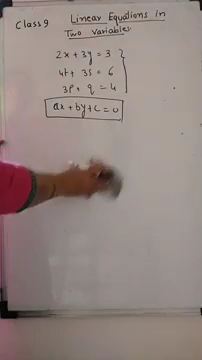 Class 9 Linear Equations in
Two Variables.
2x + 3y = 3
4t + 3s = 6
3p + q = 4
ax + by + c = 0